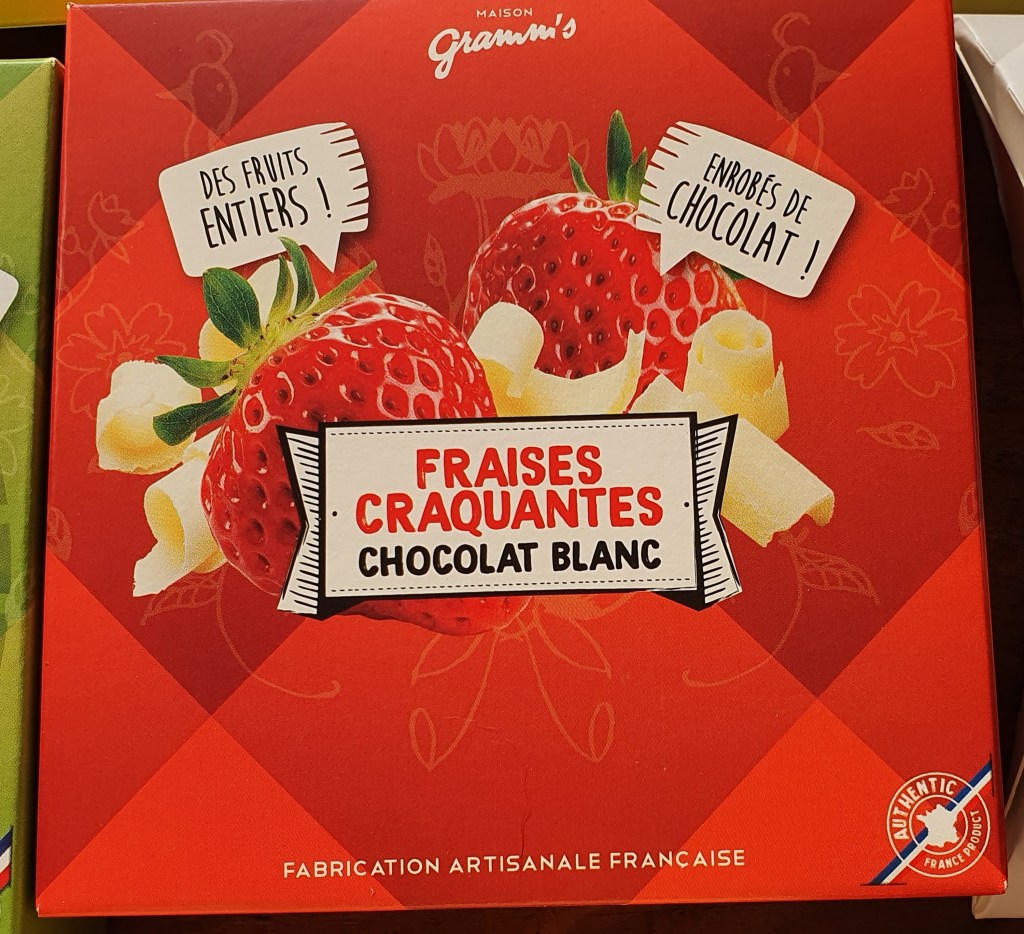 MAISON
Gramm's
DES FRUITS
ENTIERS !
ENROBÉS DE
CHOCOLAT !
FRAISES
CRAQUANTES
CHOCOLAT BLANC
FABRICATION ARTISANALE FRANÇAISE
AUTHENTIC
FRANCE PRODUCT